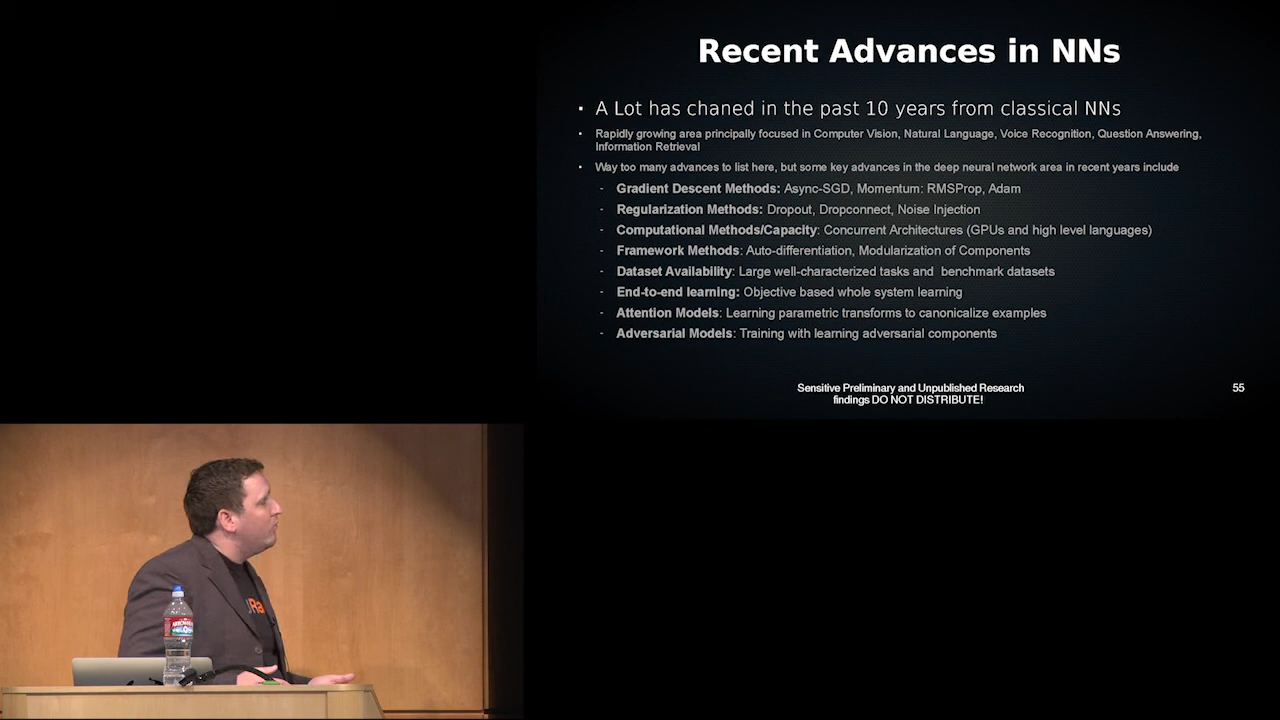 Recent Advances in NNs
A Lot has chaned in the past 10 years from classical NNs
Rapidly growing area principally focused in Computer Vision, Natural Language, Voice Recognition, Question Answering,
Information Retrieval
Way too many advances to list here, but some key advances in the deep neural network area in recent years include
- Gradient Descent Methods: Async-SGD, Momentum: RMSProp, Adam
- Regularization Methods: Dropout, Dropconnect, Noise Injection
- Computational Methods/Capacity: Concurrent Architectures (GPUs and high level languages)
- Framework Methods: Auto-differentiation, Modularization of Components
- Dataset Availability: Large well-characterized tasks and  benchmark datasets
- End-to-end learning: Objective based whole system learning
- Attention Models: Learning parametric transforms to canonicalize examples
- Adversarial Models: Training with learning adversarial components
Sensitive Preliminary and Unpublished Research
findings DO NOT DISTRIBUTE!
55